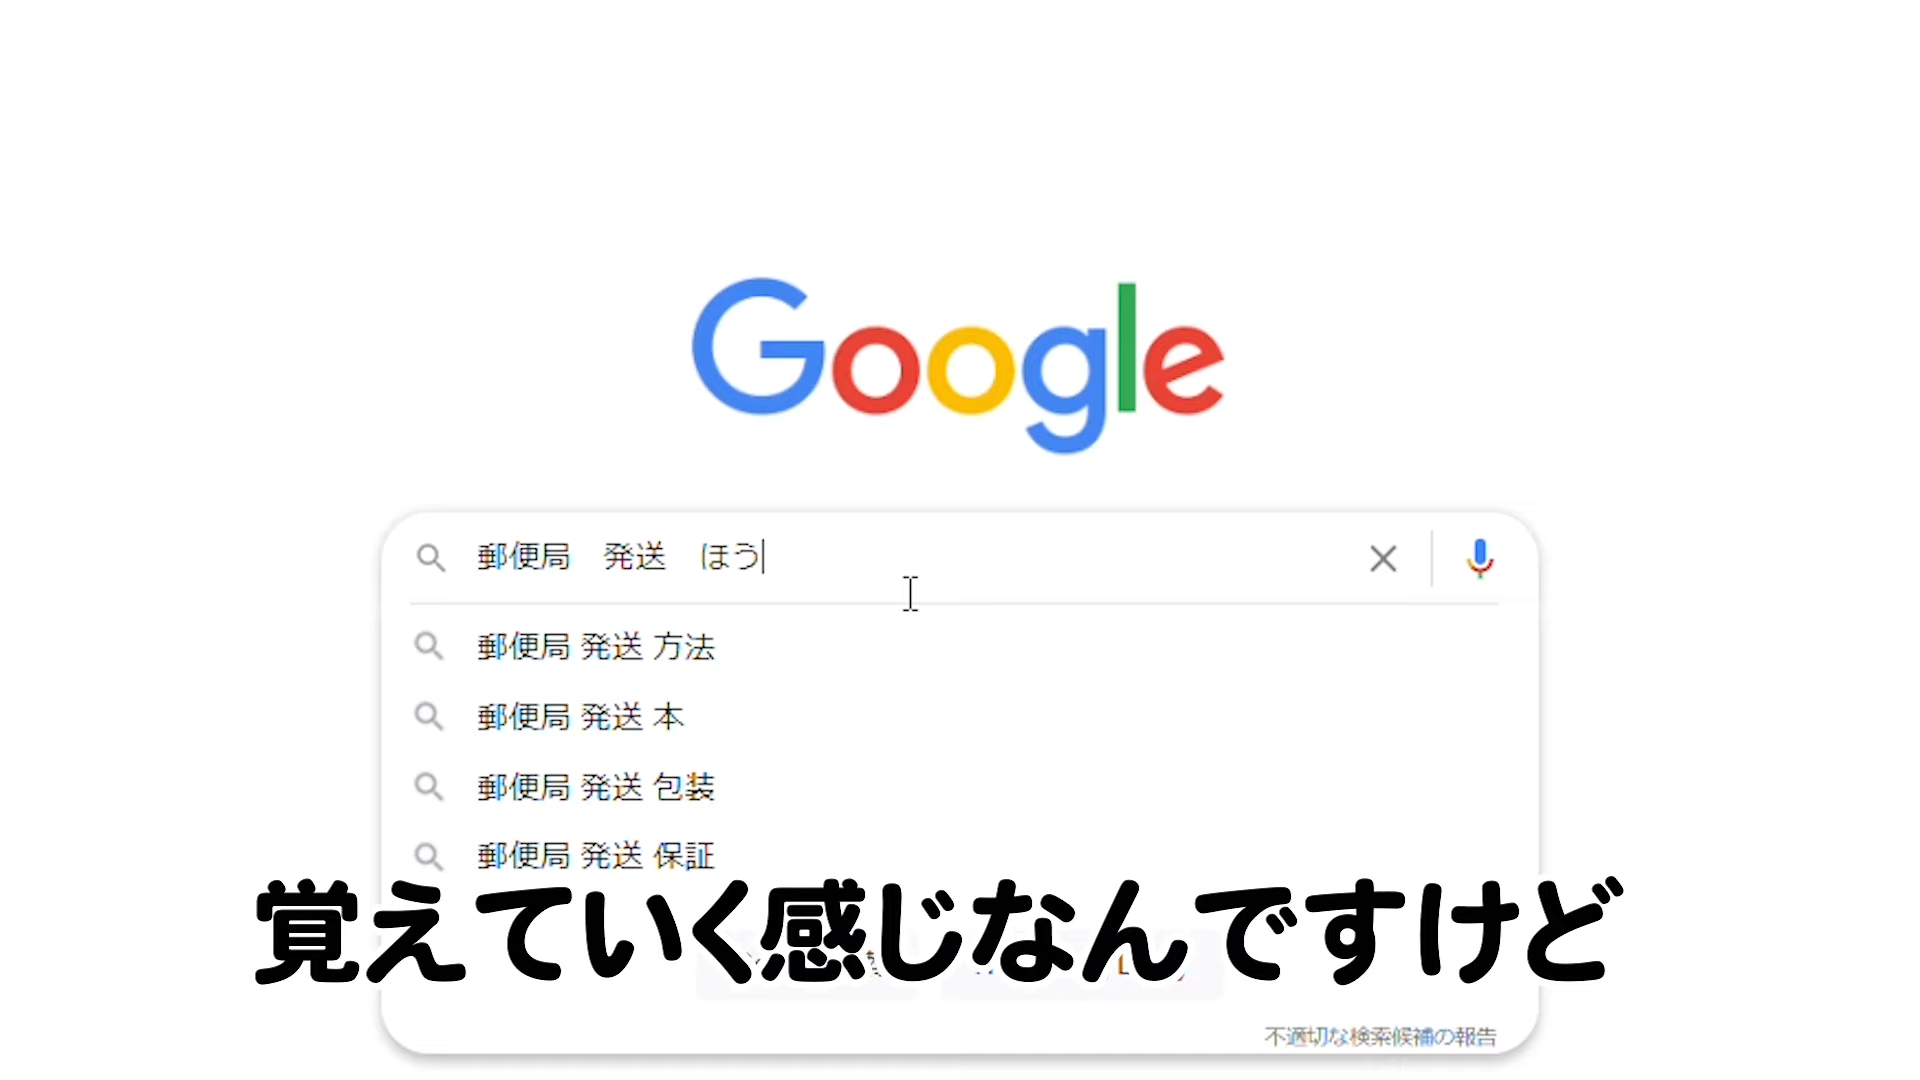 Google
郵便局　発送　ほう
郵便局 発送 方法
郵便局 発送 本
郵便局 発送 包装
郵便局 発送 保証
覚えていく感じなんですけど
不適切な検索候補の報告